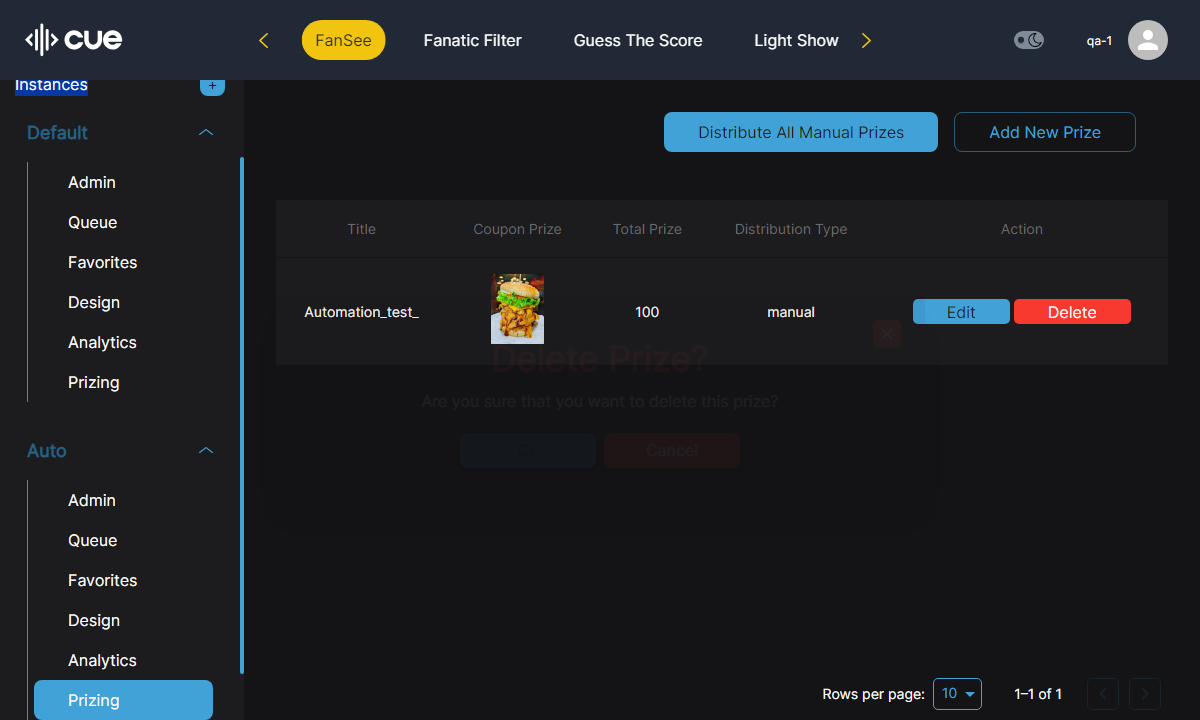 cue
FanSee
Fanatic Filter
Guess The Score
Light Show
qa-1
Instances
+
Default
Admin
Queue
Favorites
Design
Analytics
Prizing
Auto
Admin
Queue
Favorites
Design
Analytics
Prizing
Distribute All Manual Prizes
Add New Prize
Title Coupon Prize Total Prize Distribution Type Action
Automation_test_ 100 manual Edit Delete
Delete Prize?
Are you sure that you want to delete this prize?
Cancel
Rows per page: 10 1–1 of 1